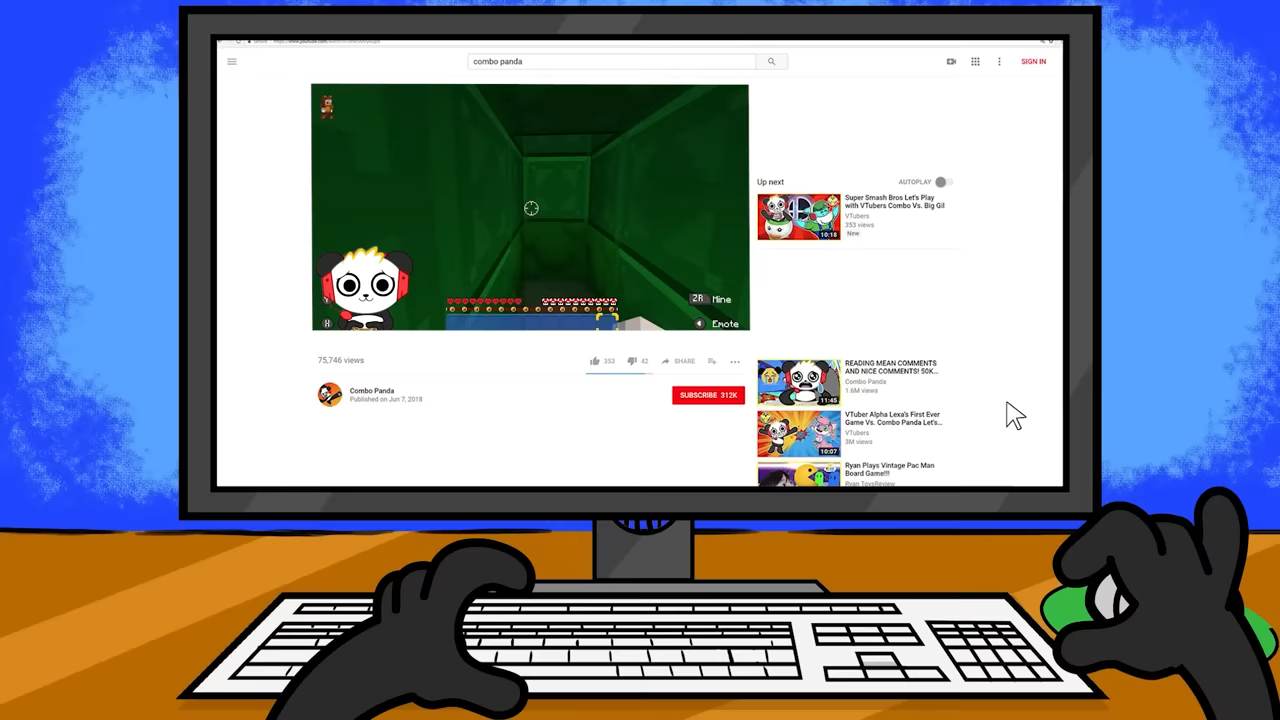 combo panda
SIGN IN
Up next
AUTOPLAY
Super Smash Bros Let's Play
with VTubers Combo Vs. Big Gil
VTubers
353 views
New
10:18
ZR Mine
Emote
Y
R
75,746 views
353
42
SHARE
Combo Panda
Published on Jun 7, 2018
SUBSCRIBE 312K
READING MEAN COMMENTS
AND NICE COMMENTS! 50K...
Combo Panda
1.6M views
11:45
VTuber Alpha Lexa's First Ever
Game Vs. Combo Panda Let's...
VTubers
3M views
10:07
Ryan Plays Vintage Pac Man
Board Game!!!
Ryan ToysReview